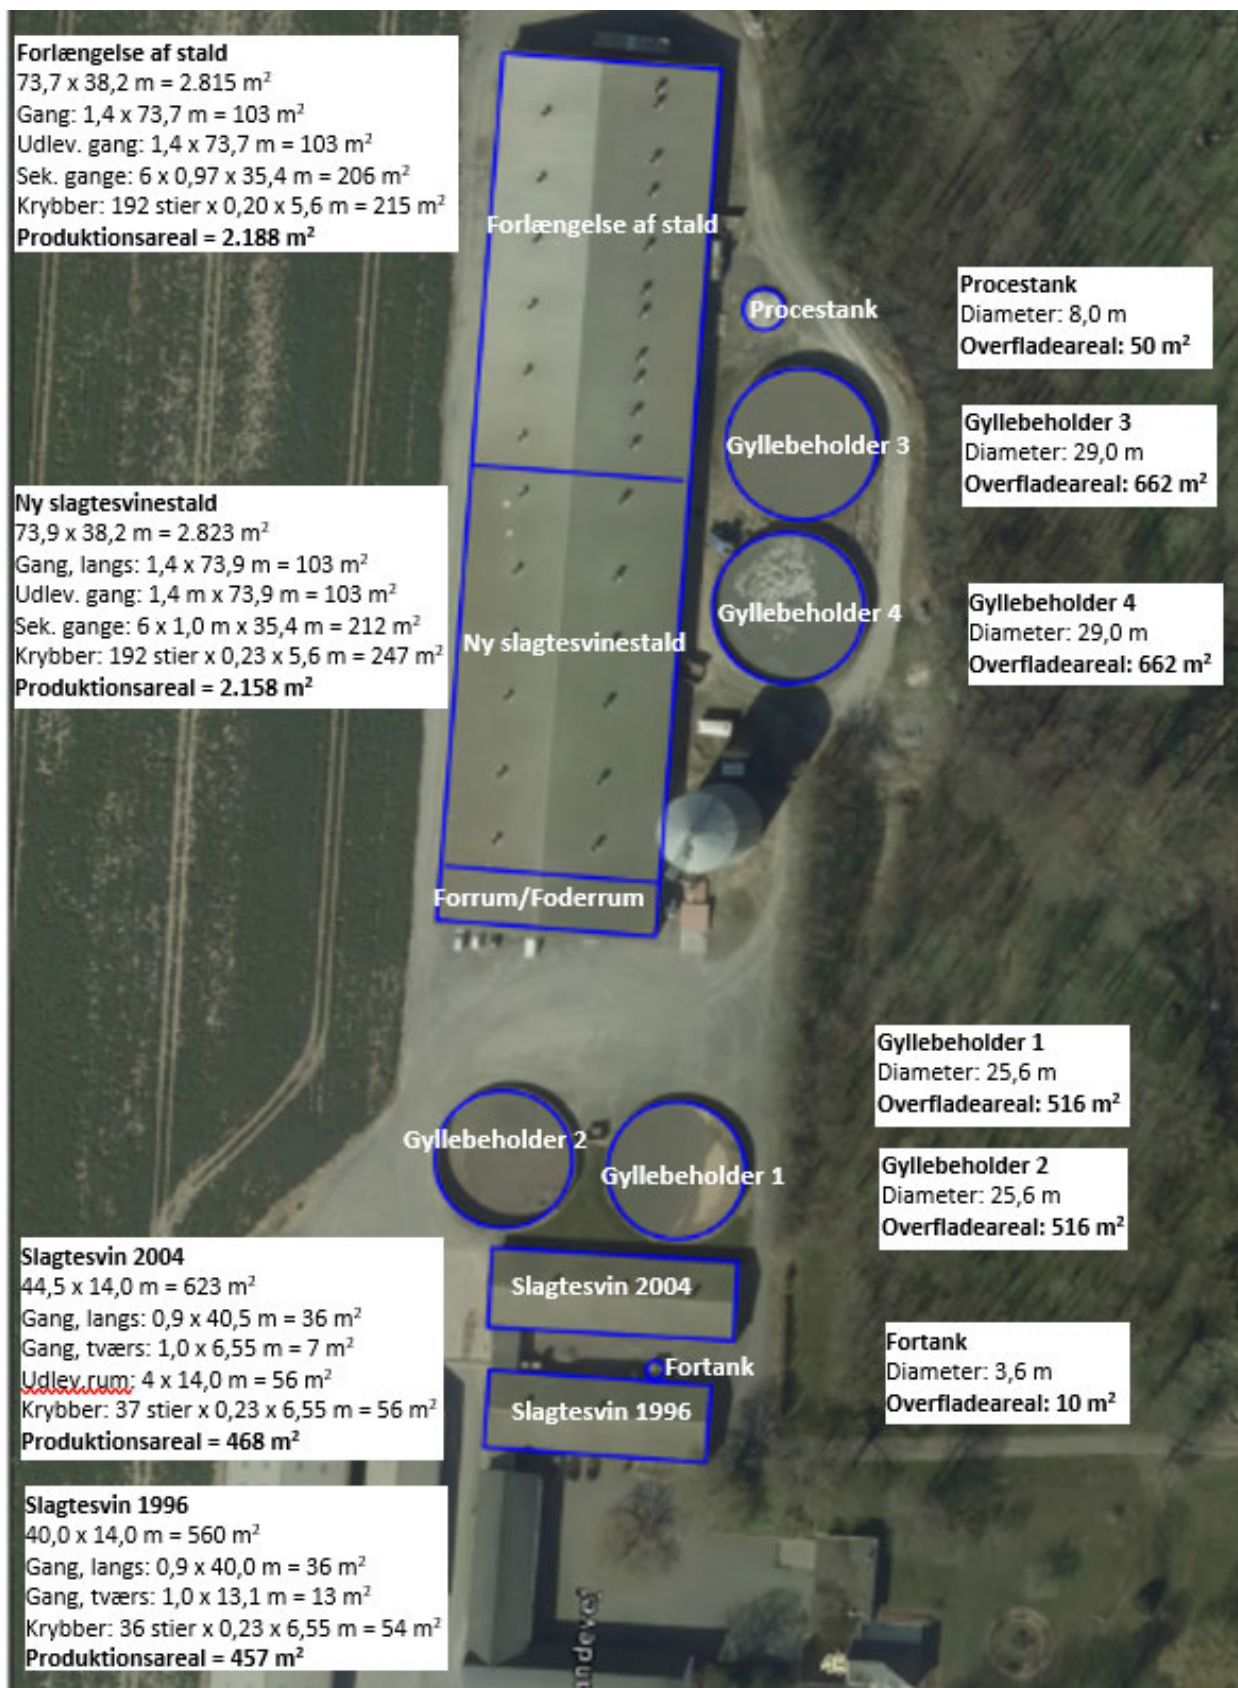 Forlængelse af stald
73,7 x 38,2 m = 2.815 m²
Gang: 1,4 x 73,7 m = 103 m²
Udlev. gang: 1,4 x 73,7 m = 103 m²
Sek. gange: 6 x 0,97 x 35,4 m = 206 m²
Krybber: 192 stier x 0,20 x 5,6 m = 215 m²
Produktionsareal = 2.188 m²
Forlængelse af stald
Procestank
Procestank
Diameter: 8,0 m
Overfladeareal: 50 m²
Gyllebeholder 3
Gyllebeholder 3
Diameter: 29,0 m
Overfladeareal: 662 m²
Ny slagtesvinestald
73,9 x 38,2 m = 2.823 m²
Gang, langs: 1,4 x 73,9 m = 103 m²
Udlev. gang: 1,4 m x 73,9 m = 103 m²
Sek. gange: 6 x 1,0 m x 35,4 m = 212 m²
Krybber: 192 stier x 0,23 x 5,6 m = 247 m²
Produktionsareal = 2.158 m²
Ny slagtesvinestald
Gyllebeholder 4
Gyllebeholder 4
Diameter: 29,0 m
Overfladeareal: 662 m²
Forrum/Foderrum
Gyllebeholder 1
Diameter: 25,6 m
Overfladeareal: 516 m²
Gyllebeholder 2
Gyllebeholder 1
Gyllebeholder 2
Diameter: 25,6 m
Overfladeareal: 516 m²
Slagtesvin 2004
44,5 x 14,0 m = 623 m²
Gang, langs: 0,9 x 40,5 m = 36 m²
Gang, tværs: 1,0 x 6,55 m = 7 m²
Udlev.rum: 4 x 14,0 m = 56 m²
Krybber: 37 stier x 0,23 x 6,55 m = 56 m²
Produktionsareal = 468 m²
Slagtesvin 2004
Fortank
Slagtesvin 1996
Fortank
Diameter: 3,6 m
Overfladeareal: 10 m²
Slagtesvin 1996
40,0 x 14,0 m = 560 m²
Gang, langs: 0,9 x 40,0 m = 36 m²
Gang, tværs: 1,0 x 13,1 m = 13 m²
Krybber: 36 stier x 0,23 x 6,55 m = 54 m²
Produktionsareal = 457 m²